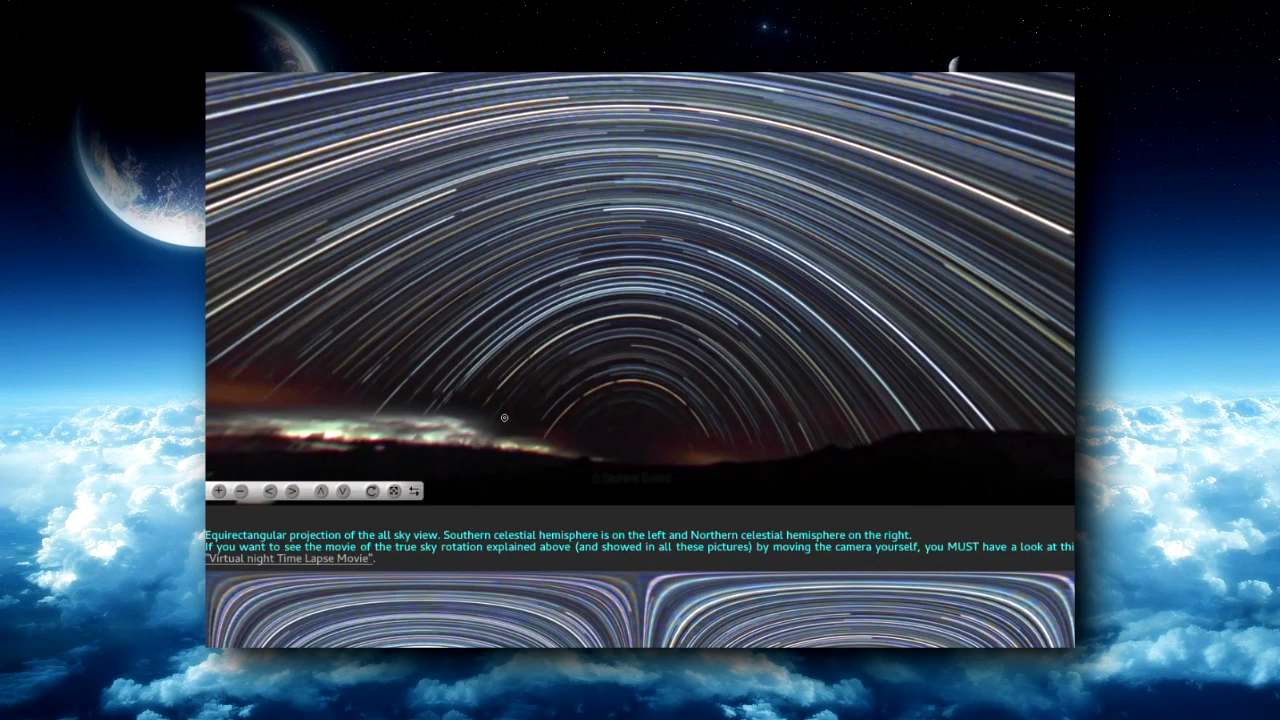 Equirectangular projection of the all sky view. Southern celestial hemisphere is on the left and Northern celestial hemisphere on the right.
If you want to see the movie of the true sky rotation explained above (and showed in all these pictures) by moving the camera yourself, you MUST have a look at thi
"Virtual night Time Lapse Movie".